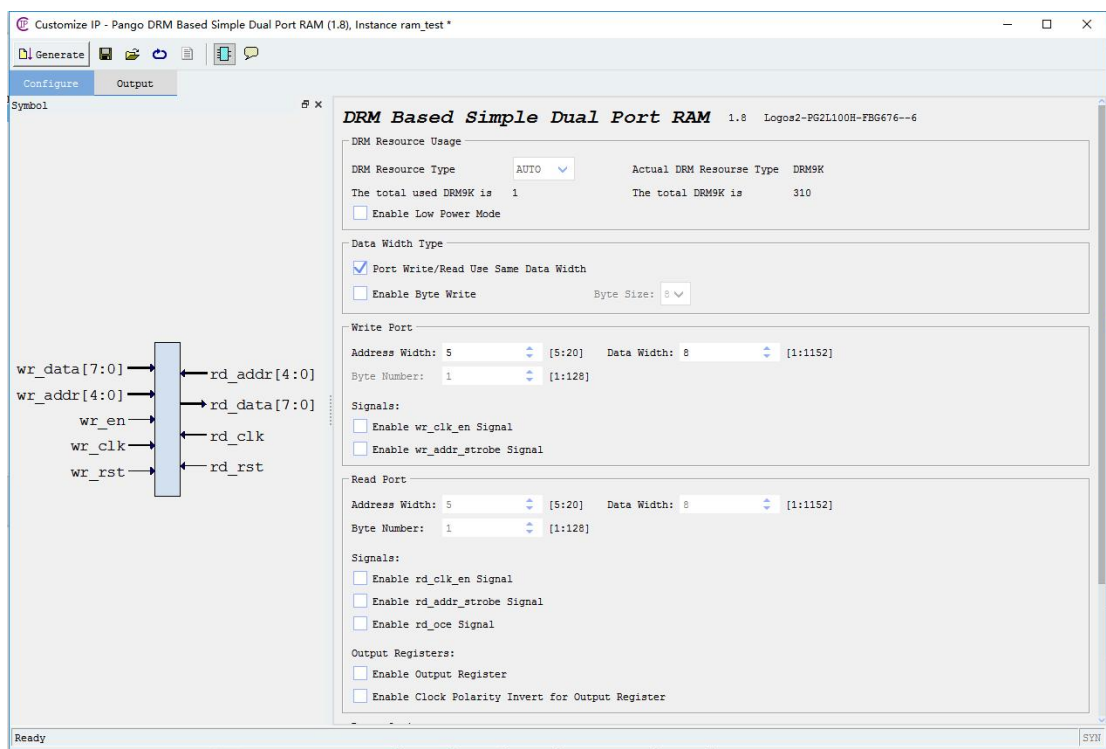 Customize IP - Pango DRM Based Simple Dual Port RAM (1.8), Instance ram_test *
Generate
Configure Output
Symbol
wr_data[7:0]
wr_addr[4:0]
wr_en
wr_clk
wr_rst
rd_addr[4:0]
rd_data[7:0]
rd_clk
rd_rst
DRM Based Simple Dual Port RAM 1.8 Logos2-PG2L100H-FBG676--6
DRM Resource Usage
DRM Resource Type AUTO Actual DRM Resourse Type DRM9K
The total used DRM9K is 1 The total DRM9K is 310
Enable Low Power Mode
Data Width Type
Port Write/Read Use Same Data Width
Enable Byte Write Byte Size: 8
Write Port
Address Width: 5 [5:20] Data Width: 8 [1:1152]
Byte Number: 1 [1:128]
Signals:
Enable wr_clk_en Signal
Enable wr_addr_strobe Signal
Read Port
Address Width: 5 [5:20] Data Width: 8 [1:1152]
Byte Number: 1 [1:128]
Signals:
Enable rd_clk_en Signal
Enable rd_addr_strobe Signal
Enable rd_oce Signal
Output Registers:
Enable Output Register
Enable Clock Polarity Invert for Output Register
Ready SYN